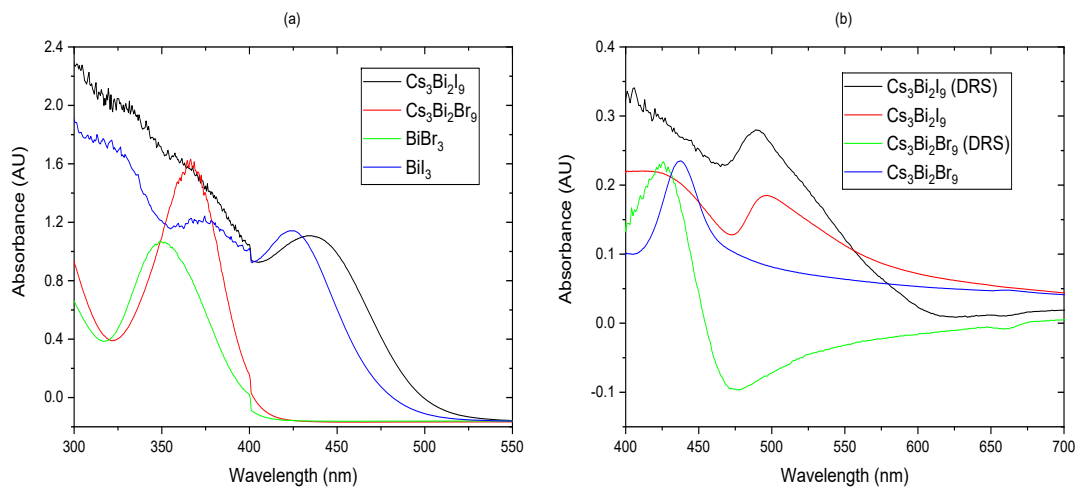 (a)
2.4
2.0
1.6
1.2
0.8
0.4
0.0
Absorbance (AU)
300 350 400 450 500 550
Wavelength (nm)
Cs₃Bi₂I₉
Cs₃Bi₂Br₉
BiBr₃
BiI₃
(b)
0.4
0.3
0.2
0.1
0.0
-0.1
Absorbance (AU)
400 450 500 550 600 650 700
Wavelength (nm)
Cs₃Bi₂I₉ (DRS)
Cs₃Bi₂I₉
Cs₃Bi₂Br₉ (DRS)
Cs₃Bi₂Br₉